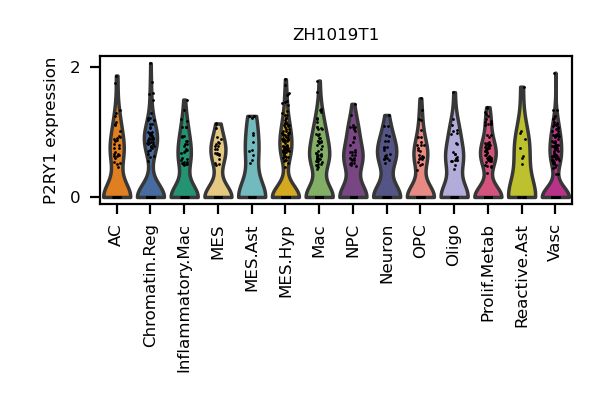 ZH1019T1
P2RY1 expression
2
0
AC
Chromatin.Reg
Inflammatory.Mac
MES
MES.Ast
MES.Hyp
Mac
NPC
Neuron
OPC
Oligo
Prolif.Metab
Reactive.Ast
Vasc